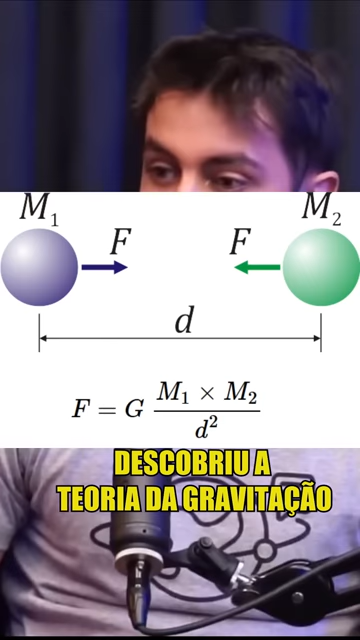 M₁ M₂
F F
d
F = G M₁ × M₂ / d²
DESCOBRIU A
TEORIA DA GRAVITAÇÃO